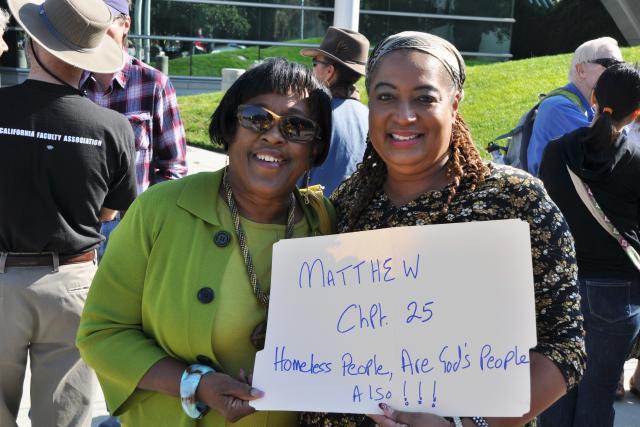 CALIFORNIA FACULTY ASSOCIATION
MATTHEW
Chpt. 25
Homeless People, Are God's People
Also !!!